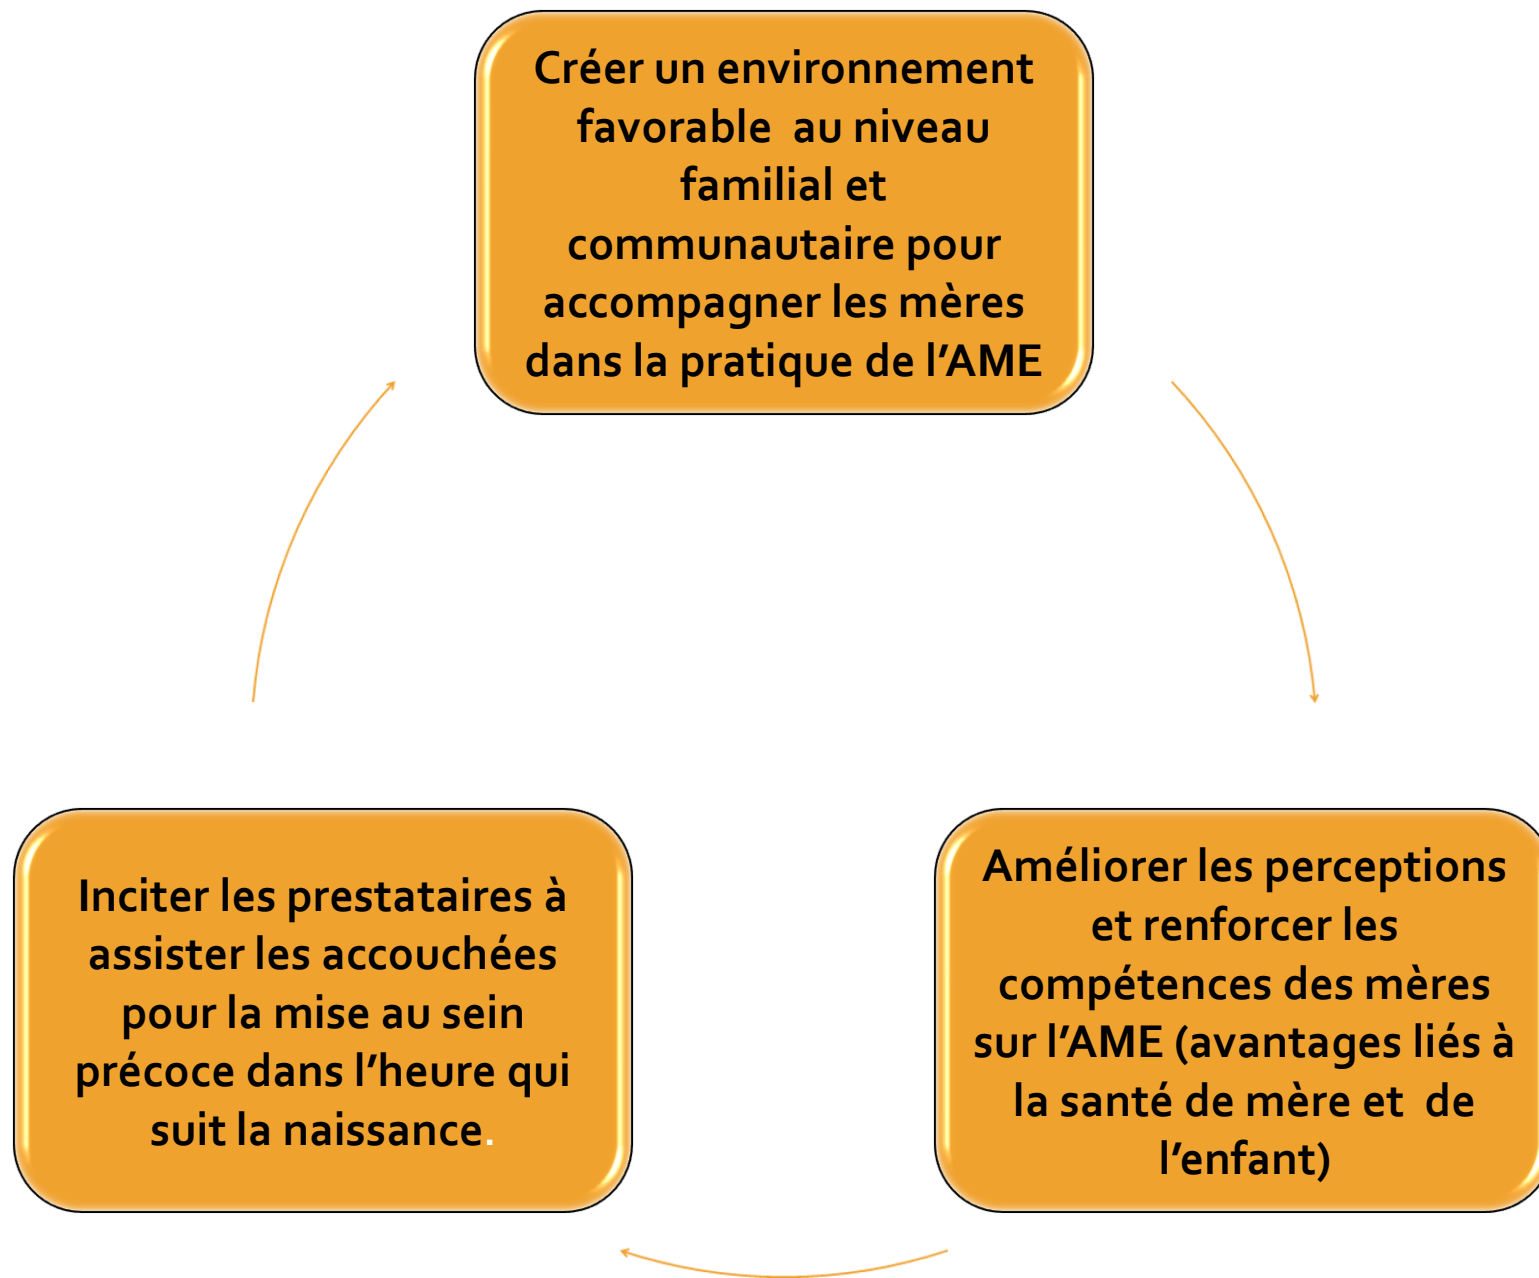 Créer un environnement
favorable  au niveau
familial et
communautaire pour
accompagner les mères
dans la pratique de l’AME
Améliorer les perceptions
et renforcer les
compétences des mères
sur l’AME (avantages liés à
la santé de mère et  de
l’enfant)
Inciter les prestataires à
assister les accouchées
pour la mise au sein
précoce dans l’heure qui
suit la naissance.